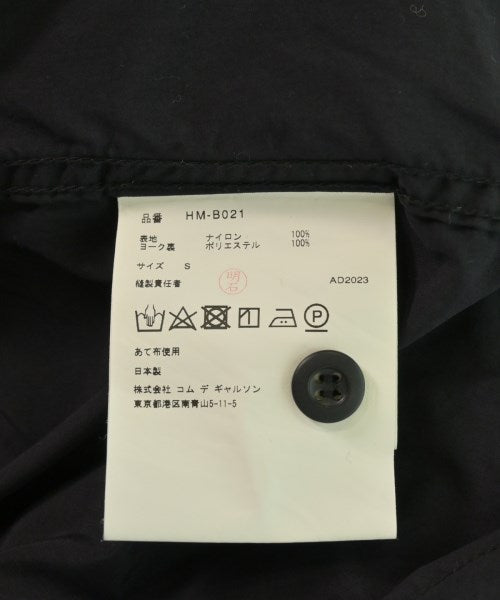 品番 HM-B021
表地 ナイロン 100%
ヨーク裏 ポリエステル 100%
サイズ S
縫製責任者 明石 AD2023
P
あて布使用
日本製
株式会社 コム デ ギャルソン
東京都港区南青山5-11-5